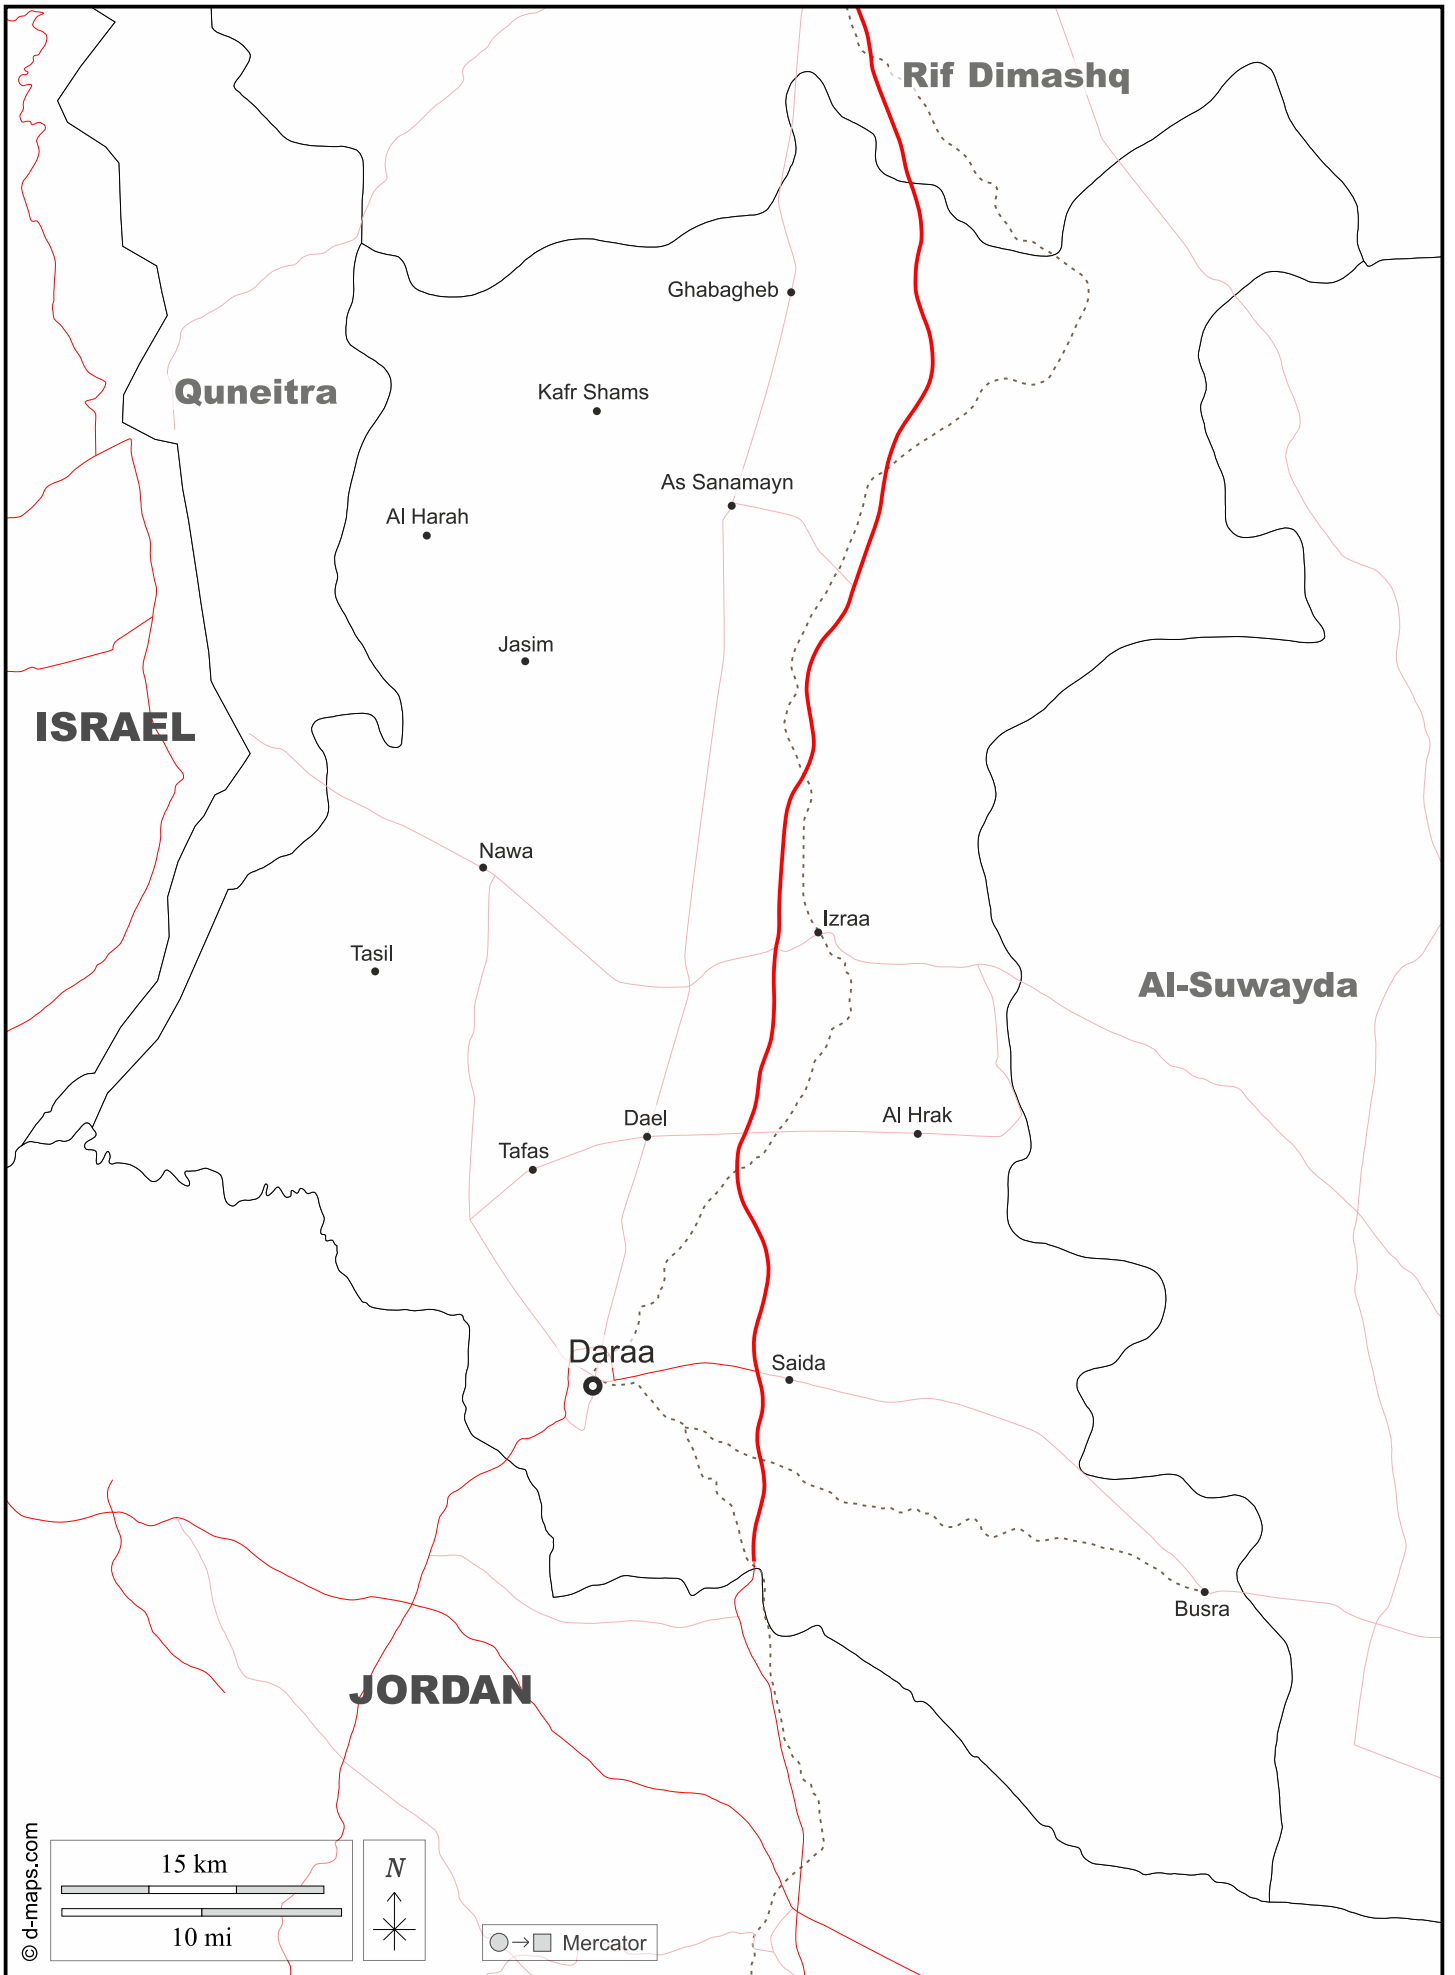 Rif Dimashq
Ghabagheb
Quneitra
Kafr Shams
As Sanamayn
Al Harah
Jasim
ISRAEL
Nawa
Izraa
Tasil
Al-Suwayda
Dael
Al Hrak
Tafas
Daraa
Saida
Busra
JORDAN
© d-maps.com
15 km
10 mi
N
Mercator